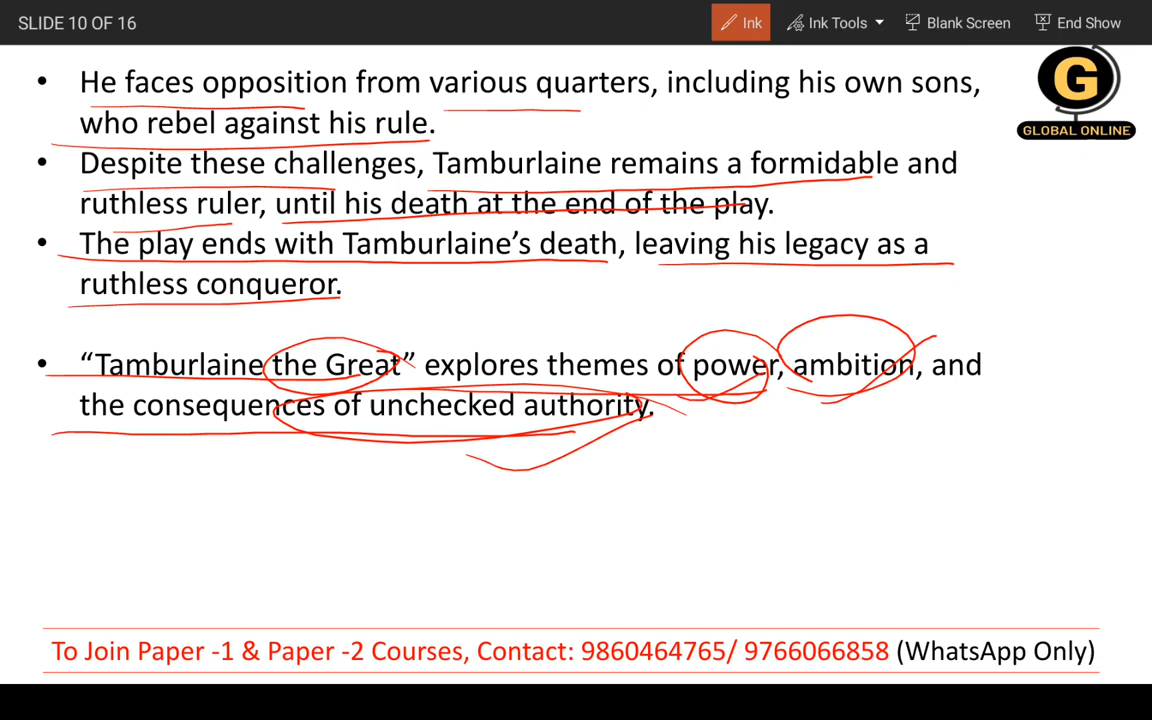 SLIDE 10 OF 16
Ink
Ink Tools
Blank Screen
End Show
• He faces opposition from various quarters, including his own sons,
who rebel against his rule.
• Despite these challenges, Tamburlaine remains a formidable and
ruthless ruler, until his death at the end of the play.
• The play ends with Tamburlaine’s death, leaving his legacy as a
ruthless conqueror.
• “Tamburlaine the Great” explores themes of power, ambition, and
the consequences of unchecked authority.
G
GLOBAL ONLINE
To Join Paper -1 & Paper -2 Courses, Contact: 9860464765/ 9766066858 (WhatsApp Only)